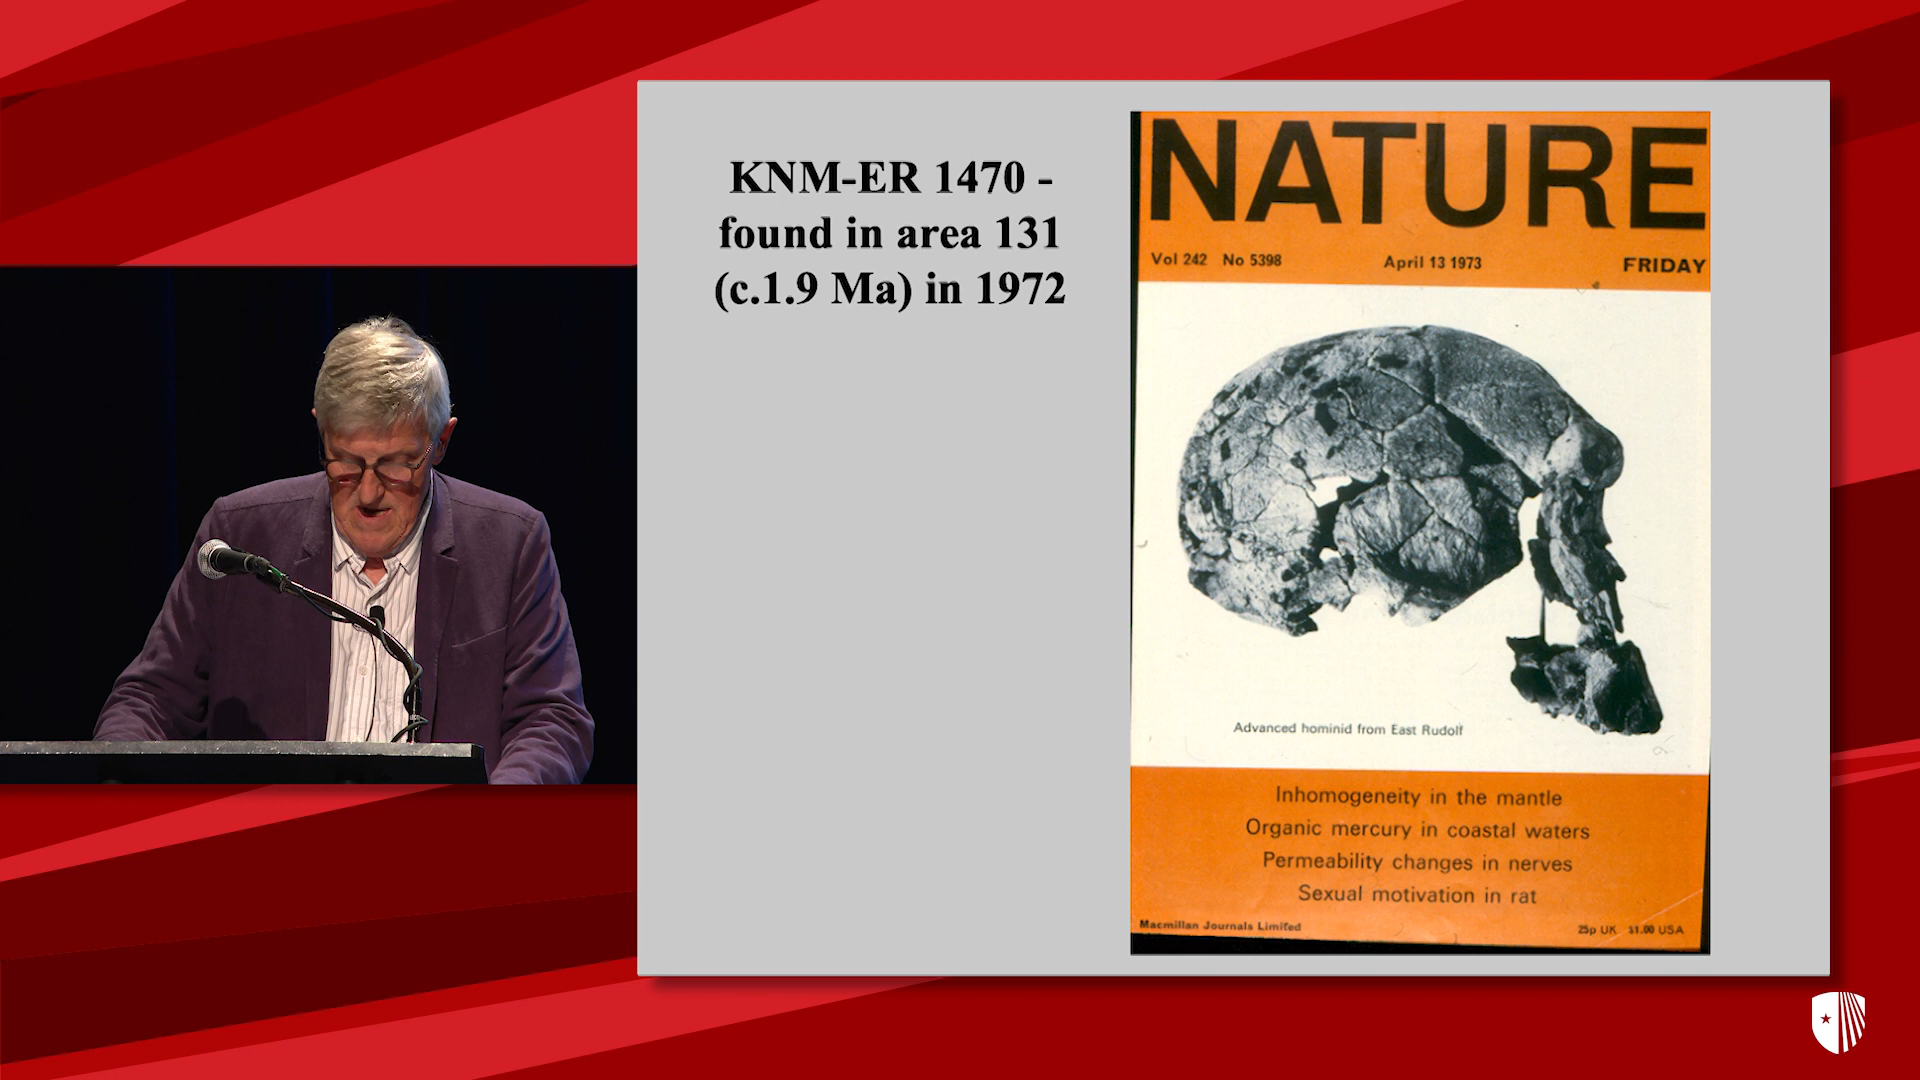 KNM-ER 1470 -
found in area 131
(c.1.9 Ma) in 1972
NATURE
Vol 242 No 5398 April 13 1973 FRIDAY
Advanced hominid from East Rudolf
Inhomogeneity in the mantle
Organic mercury in coastal waters
Permeability changes in nerves
Sexual motivation in rat
Macmillan Journals Limited 25p UK $1.00 USA